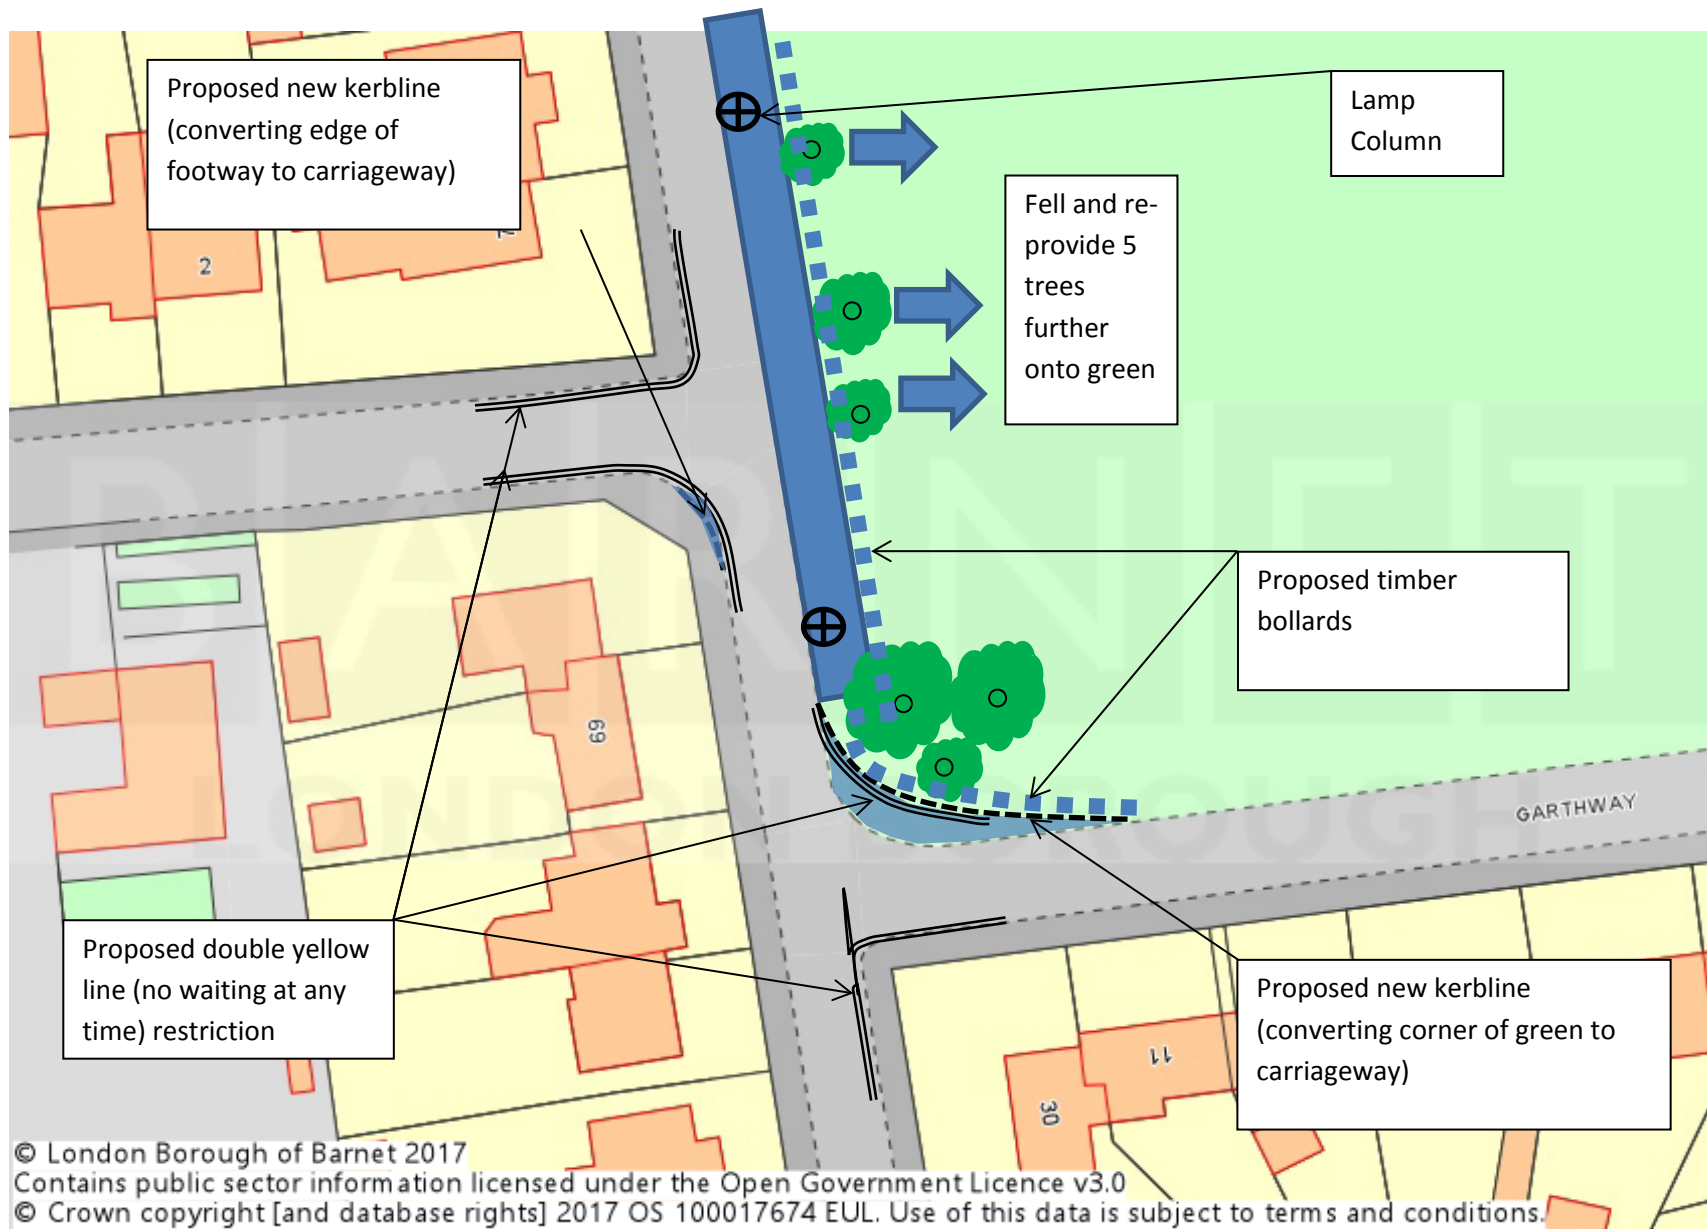 Proposed new kerbline
(converting edge of
footway to carriageway)
Lamp
Column
Fell and re-
provide 5
trees
further
onto green
2
Proposed timber
bollards
69
GARTHWAY
Proposed double yellow
line (no waiting at any
time) restriction
Proposed new kerbline
(converting corner of green to
carriageway)
11
30
BARNET
LONDON BOROUGH
© London Borough of Barnet 2017
Contains public sector information licensed under the Open Government Licence v3.0
© Crown copyright [and database rights] 2017 OS 100017674 EUL. Use of this data is subject to terms and conditions.